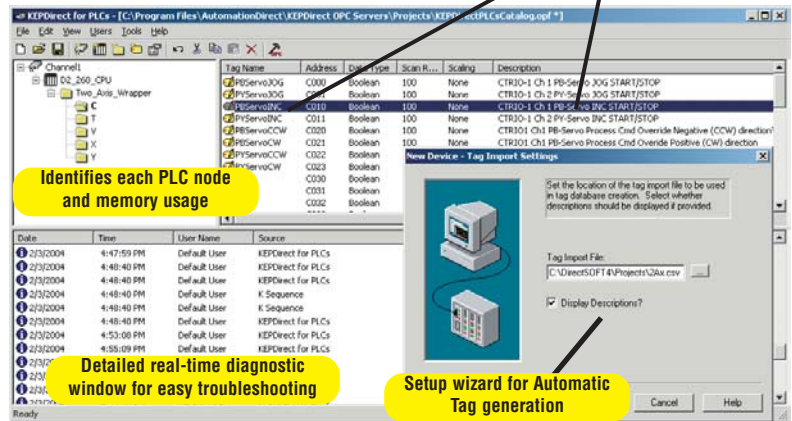 KEPDirect for PLCs - [C:\Program Files\AutomationDirect\KEPDirect OPC Servers\Projects\KEPDirectPLCsCatalog.opf *]
File Edit View Users Tools Help
Channel1
D2_260_CPU
Two_Axis_Wrapper
C
T
V
X
Y
Tag Name Address Data Type Scan R... Scaling Description
PBServoJOG C000 Boolean 100 None CTRIO-1 Ch 1 PB-Servo JOG START/STOP
PYServoJOG C001 Boolean 100 None CTRIO-1 Ch 2 PY-Servo JOG START/STOP
PBServoINC C010 Boolean 100 None CTRIO-1 Ch 1 PB-Servo INC START/STOP
PYServoINC C011 Boolean 100 None CTRIO-1 Ch 2 PY-Servo INC START/STOP
PBServoCCW C020 Boolean 100 None CTRIO1 Ch1 PB-Servo Process Cmd Override Negative (CCW) direction
PBServoCW C021 Boolean 100 None CTRIO1 Ch1 PB-Servo Process Cmd Overide Positive (CW) direction
PYServoCCW C022 Boolean
PYServoCW C023 Boolean
C030 Boolean
C031 Boolean
C032 Boolean
Identifies each PLC node
and memory usage
New Device - Tag Import Settings
Set the location of the tag import file to be used
in tag database creation. Select whether
descriptions should be displayed if provided.
Tag Import File:
C:\DirectSOFT4\Projects\2Ax.csv ...
Display Descriptions?
Cancel Help
Date Time User Name Source
2/3/2004 4:47:59 PM Default User KEPDirect for PLCs
2/3/2004 4:48:40 PM Default User KEPDirect for PLCs
2/3/2004 4:48:40 PM Default User K Sequence
2/3/2004 4:48:40 PM Default User K Sequence
2/3/2004 4:48:40 PM Default User KEPDirect for PLCs
2/3/2004 4:53:08 PM Default User KEPDirect for PLCs
2/3/2004 4:55:09 PM Default User KEPDirect for PLCs
Detailed real-time diagnostic
window for easy troubleshooting
Setup wizard for Automatic
Tag generation
Ready